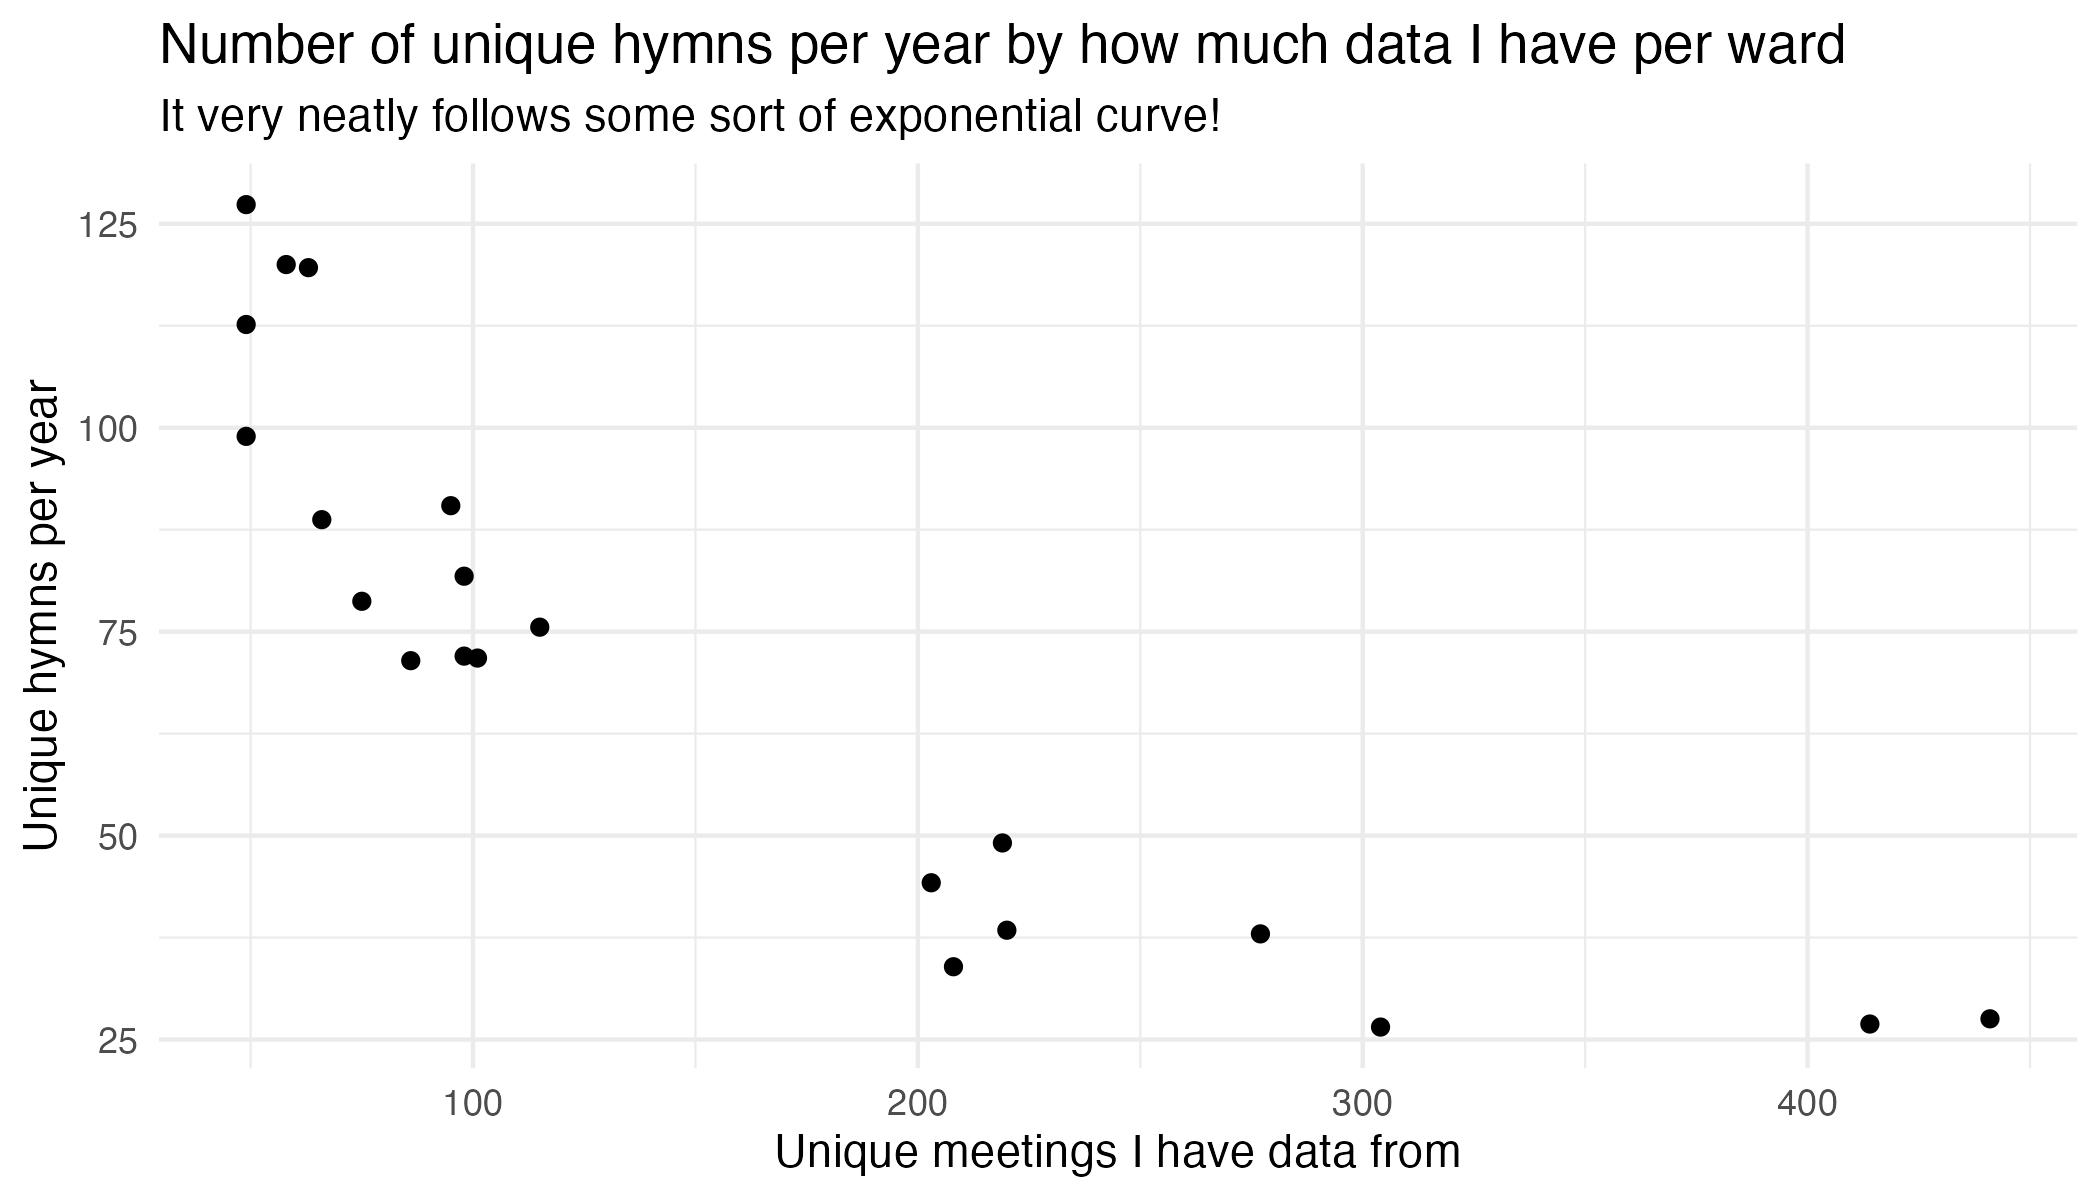 Number of unique hymns per year by how much data I have per ward
It very neatly follows some sort of exponential curve!
Unique hymns per year
125
100
75
50
25
100
200
300
400
Unique meetings I have data from